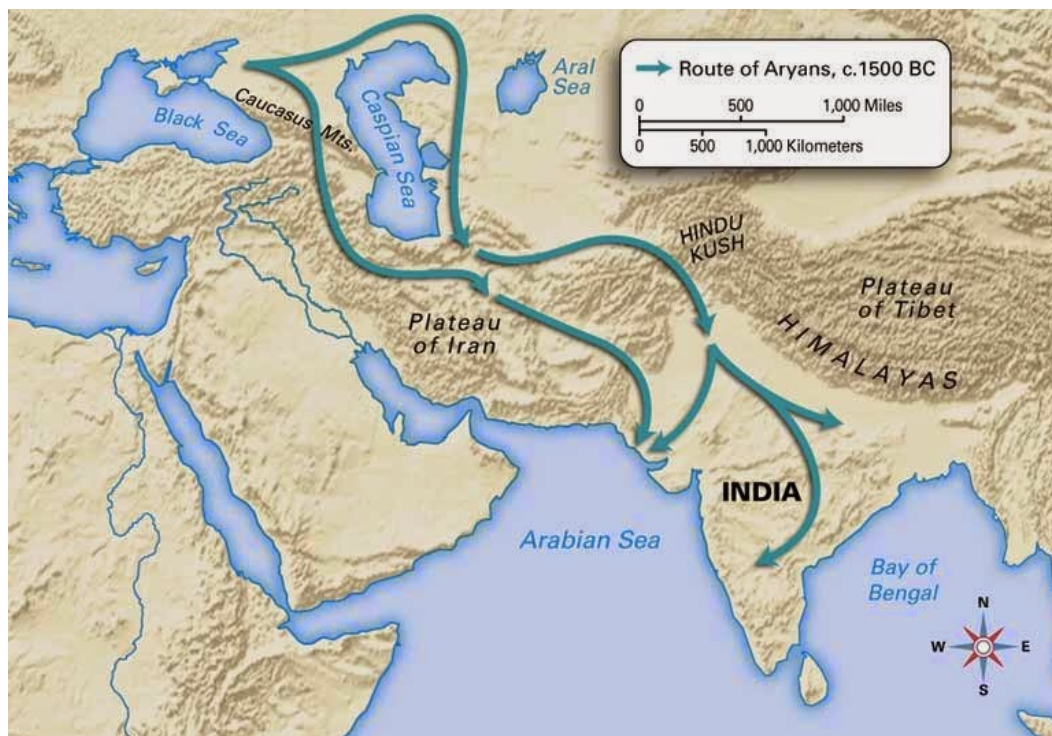 Route of Aryans, c.1500 BC
0 500 1,000 Miles
0 500 1,000 Kilometers
Aral
Sea
Black Sea
Caucasus Mts.
Caspian Sea
HINDU
KUSH
Plateau
of Tibet
HIMALAYAS
Plateau
of Iran
INDIA
Arabian Sea
Bay of
Bengal
N
W E
S